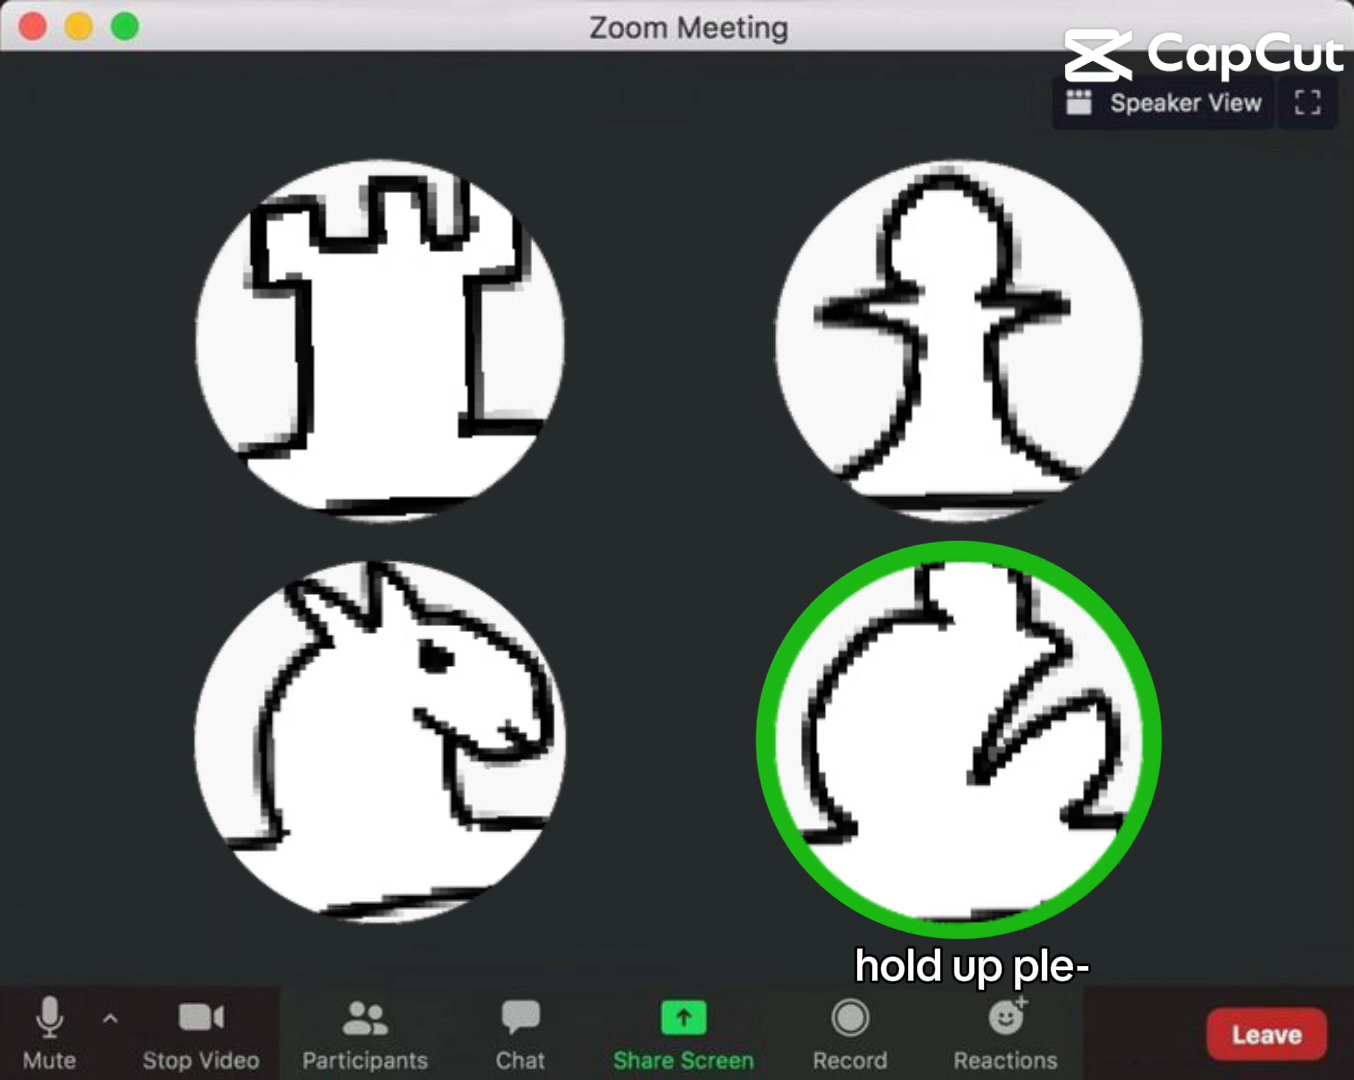 Zoom Meeting
CapCut
Speaker View
hold up ple-
Mute
Stop Video
Participants
Chat
Share Screen
Record
Reactions
Leave